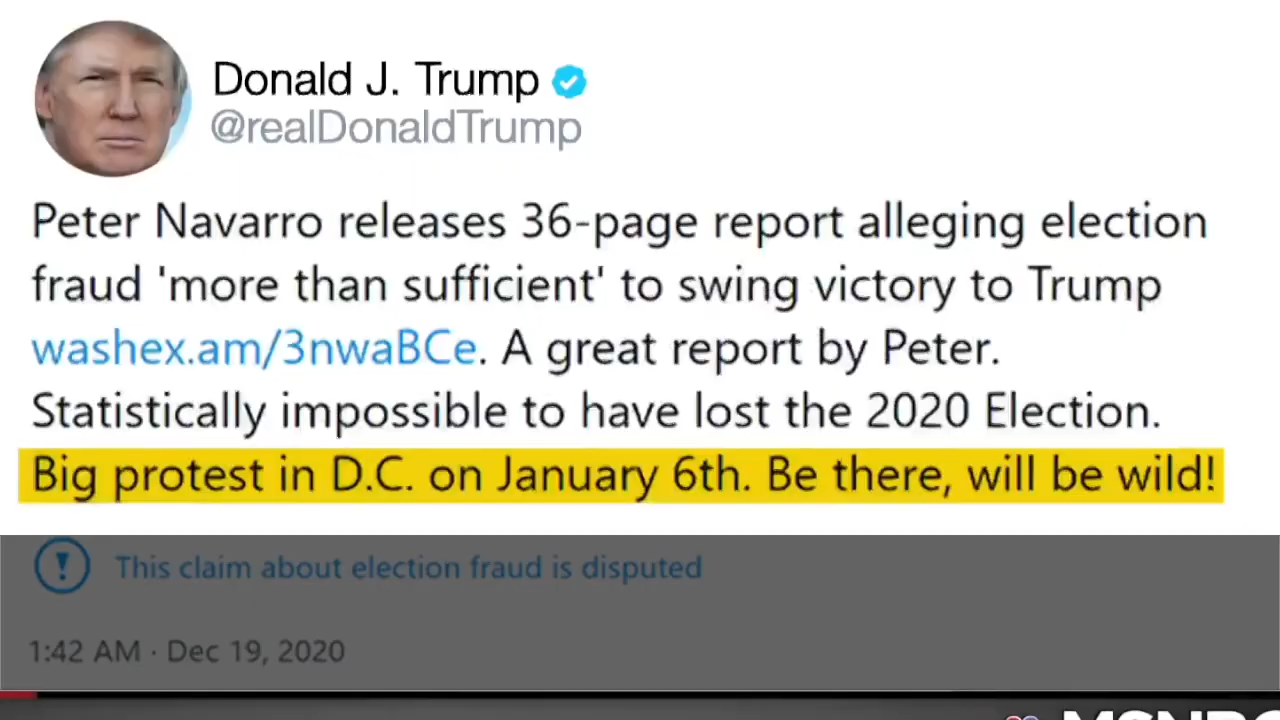 Donald J. Trump
@realDonaldTrump
Peter Navarro releases 36-page report alleging election
fraud 'more than sufficient' to swing victory to Trump
washex.am/3nwaBCe. A great report by Peter.
Statistically impossible to have lost the 2020 Election.
Big protest in D.C. on January 6th. Be there, will be wild!
This claim about election fraud is disputed
1:42 AM · Dec 19, 2020